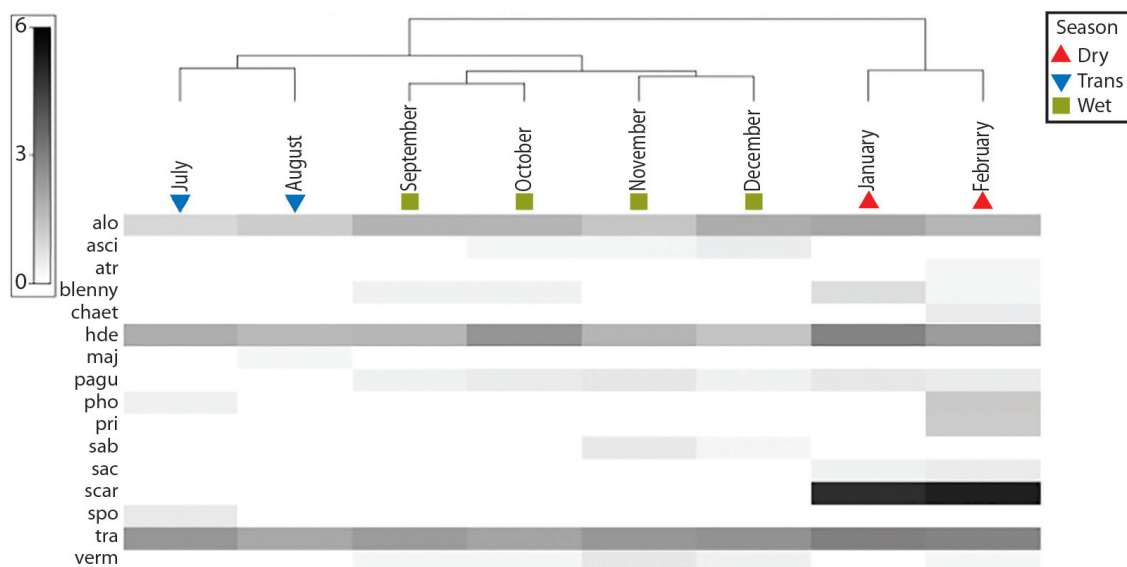 6
3
0
Season
Dry
Trans
Wet
July
August
September
October
November
December
January
February
alo
asci
atr
blenny
chaet
hde
maj
pagu
pho
pri
sab
sac
scar
spo
tra
verm